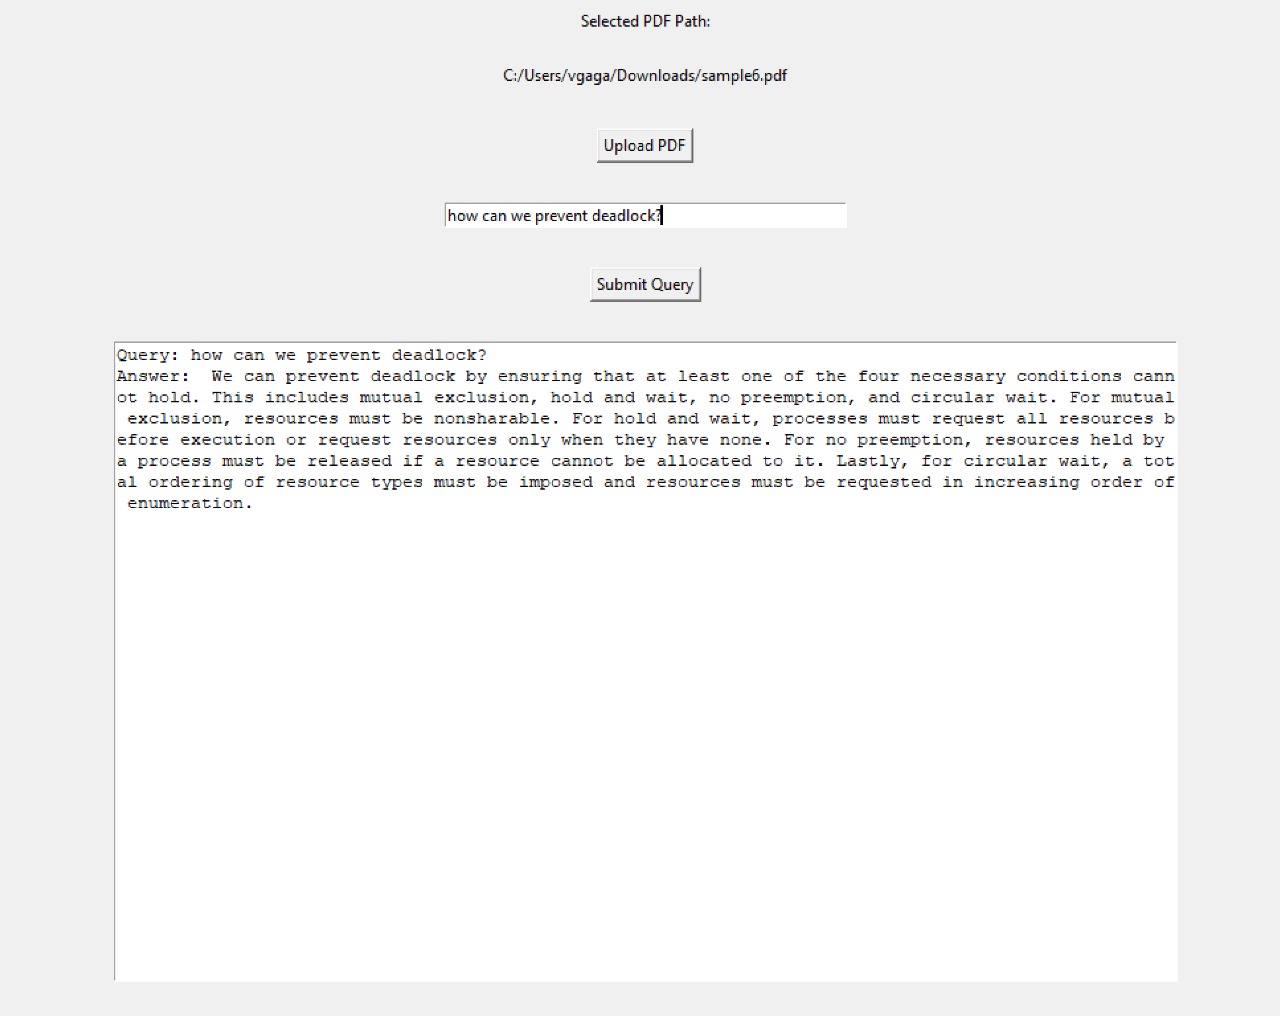 Selected PDF Path:
C:/Users/vgaga/Downloads/sample6.pdf
Upload PDF
how can we prevent deadlock?
Submit Query
Query: how can we prevent deadlock?
Answer:  We can prevent deadlock by ensuring that at least one of the four necessary conditions cann
ot hold. This includes mutual exclusion, hold and wait, no preemption, and circular wait. For mutual
 exclusion, resources must be nonsharable. For hold and wait, processes must request all resources b
efore execution or request resources only when they have none. For no preemption, resources held by
a process must be released if a resource cannot be allocated to it. Lastly, for circular wait, a tot
al ordering of resource types must be imposed and resources must be requested in increasing order of
 enumeration.